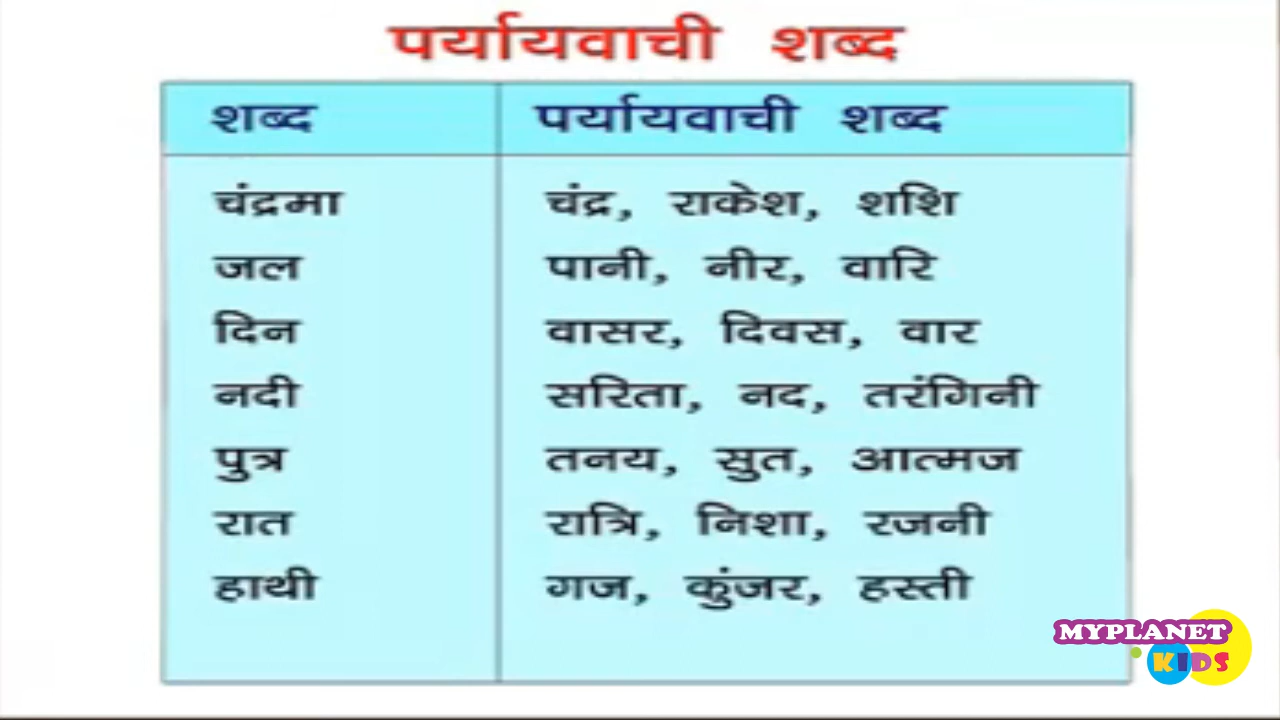 पर्यायवाची शब्द
शब्द पर्यायवाची शब्द
चंद्रमा चंद्र, राकेश, शशि
जल पानी, नीर, वारि
दिन वासर, दिवस, वार
नदी सरिता, नद, तरंगिनी
पुत्र तनय, सुत, आत्मज
रात रात्रि, निशा, रजनी
हाथी गज, कुंजर, हस्ती
MYPLANET
KIDS